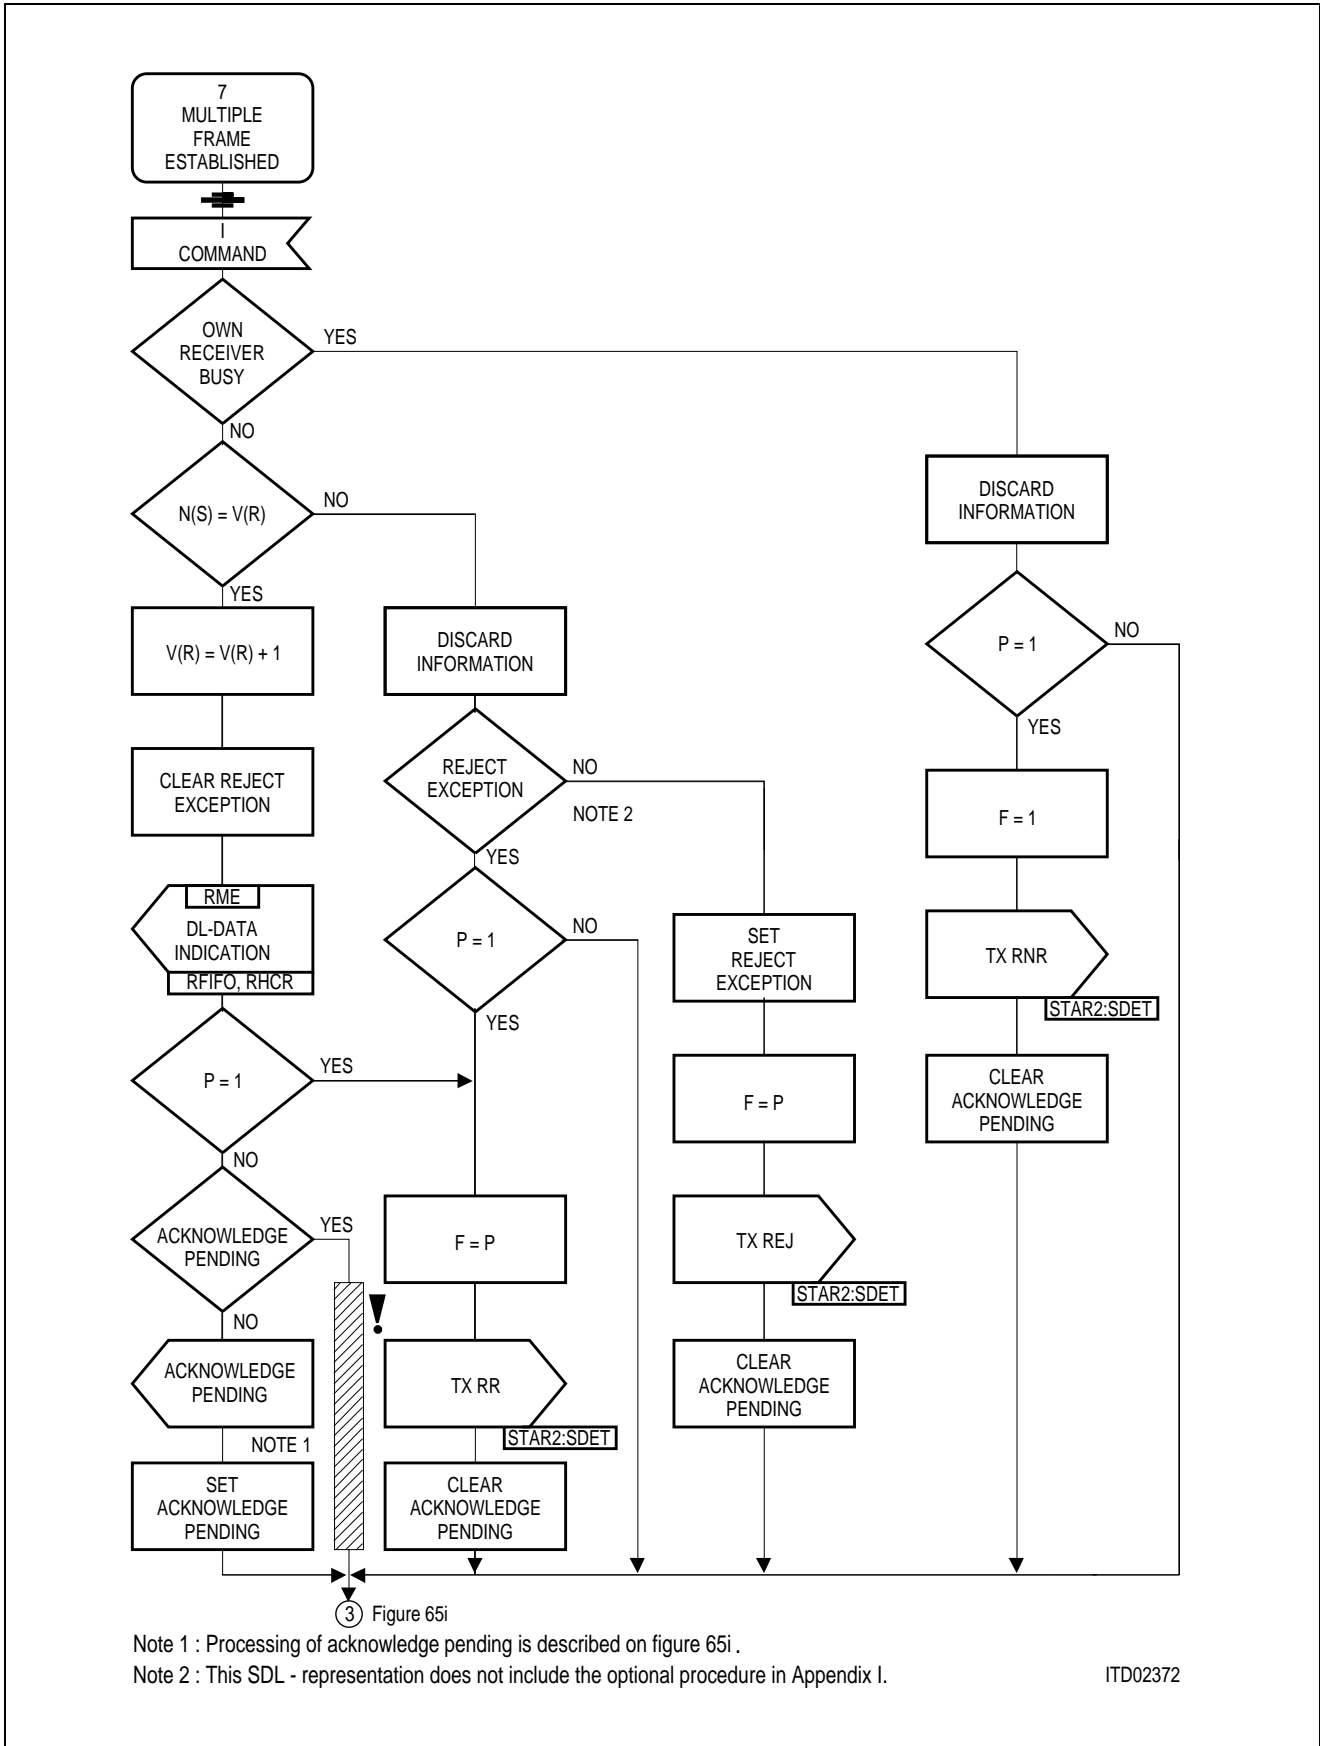 7
MULTIPLE
FRAME
ESTABLISHED
I
COMMAND
OWN
RECEIVER
BUSY
YES
NO
N(S) = V(R)
NO
YES
V(R) = V(R) + 1
CLEAR REJECT
EXCEPTION
RME
DL-DATA
INDICATION
RFIFO, RHCR
P = 1
YES
NO
ACKNOWLEDGE
PENDING
YES
NO
ACKNOWLEDGE
PENDING
NOTE 1
SET
ACKNOWLEDGE
PENDING
!
DISCARD
INFORMATION
REJECT
EXCEPTION
NO
NOTE 2
YES
P = 1
NO
YES
F = P
TX RR
STAR2:SDET
CLEAR
ACKNOWLEDGE
PENDING
SET
REJECT
EXCEPTION
F = P
TX REJ
STAR2:SDET
CLEAR
ACKNOWLEDGE
PENDING
DISCARD
INFORMATION
P = 1
NO
YES
F = 1
TX RNR
STAR2:SDET
CLEAR
ACKNOWLEDGE
PENDING
3 Figure 65i
Note 1 : Processing of acknowledge pending is described on figure 65i .
Note 2 : This SDL - representation does not include the optional procedure in Appendix I.
ITD02372